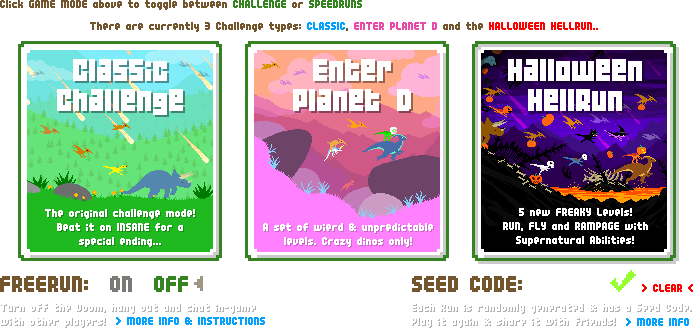 Click GAME MODE above to toggle between CHALLENGE or SPEEDRUNS
There are currently 3 Challenge types: CLASSIC, ENTER PLANET D and the HALLOWEEN HELLRUN..
Classic
Challenge
The original challenge mode!
Beat it on INSANE for a
special ending...
Enter
Planet D
A set of wierd & unpredictable
levels. Crazy dinos only!
Halloween
HellRun
5 new FREAKY Levels!
RUN, FLY and RAMPAGE with
Supernatural Abilities!
FREERUN: ON OFF
Turn off the Doom, hang out and chat in-game
with other players! > MORE INFO & INSTRUCTIONS
SEED CODE: > CLEAR <
Each Run is randomly generated & has a Seed Code.
Play it again & share it with friends! > MORE INFO